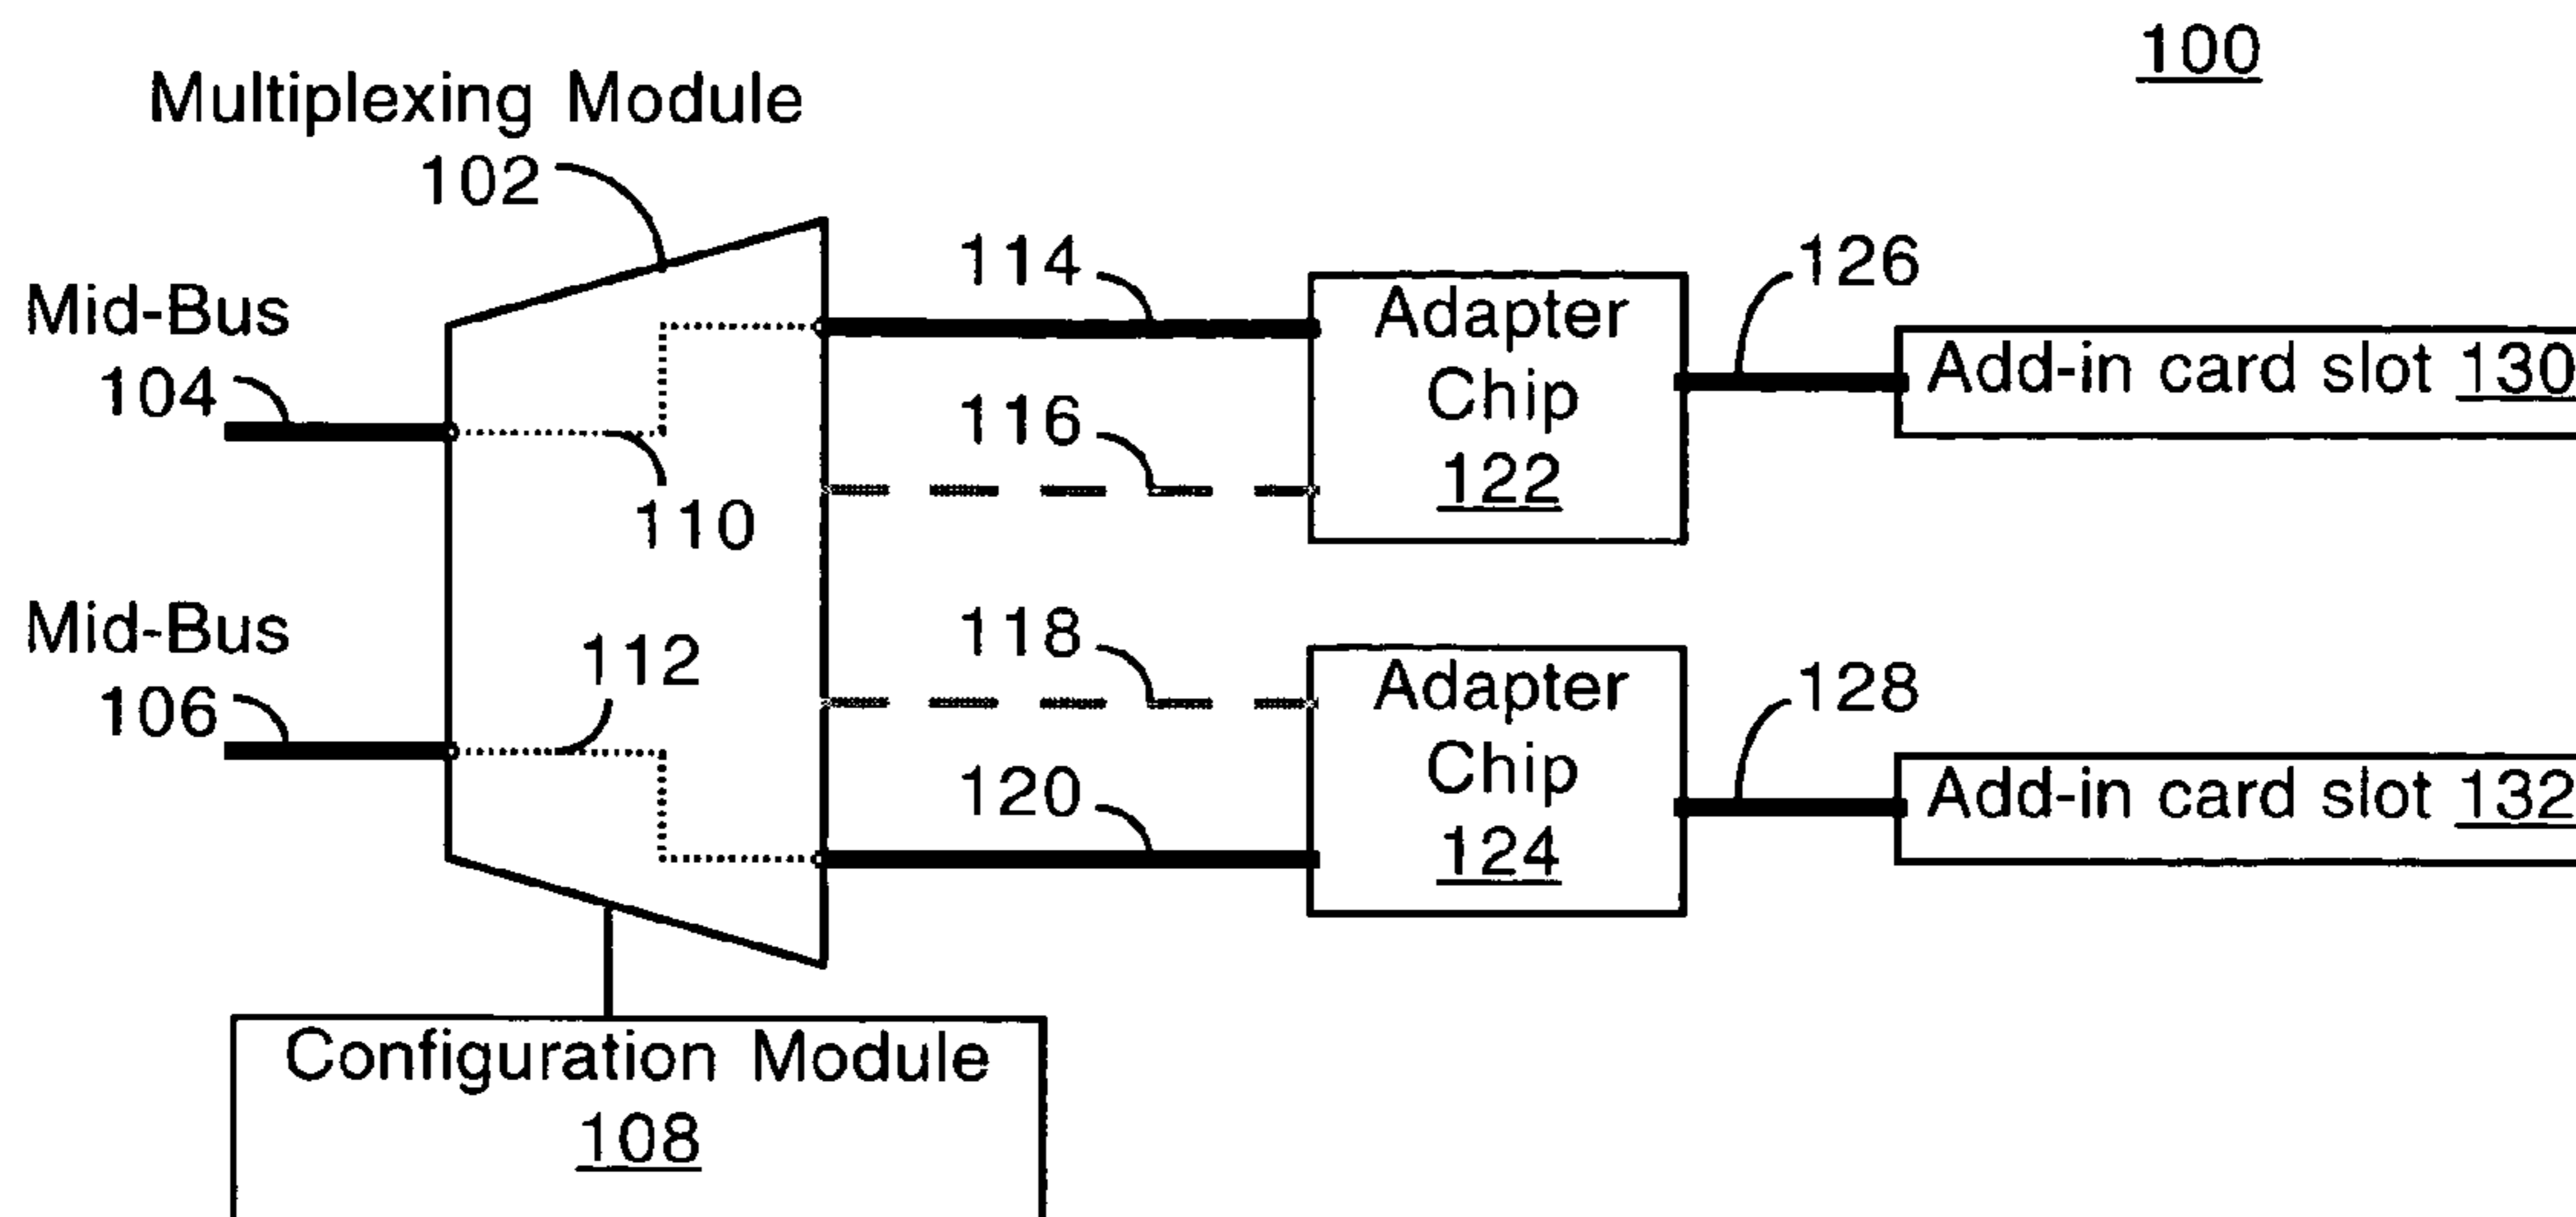 100
Multiplexing Module
102
Mid-Bus
104
110
114
116
Adapter
Chip
122
126
Add-in card slot 130
Mid-Bus
106
112
118
120
Adapter
Chip
124
128
Add-in card slot 132
Configuration Module
108